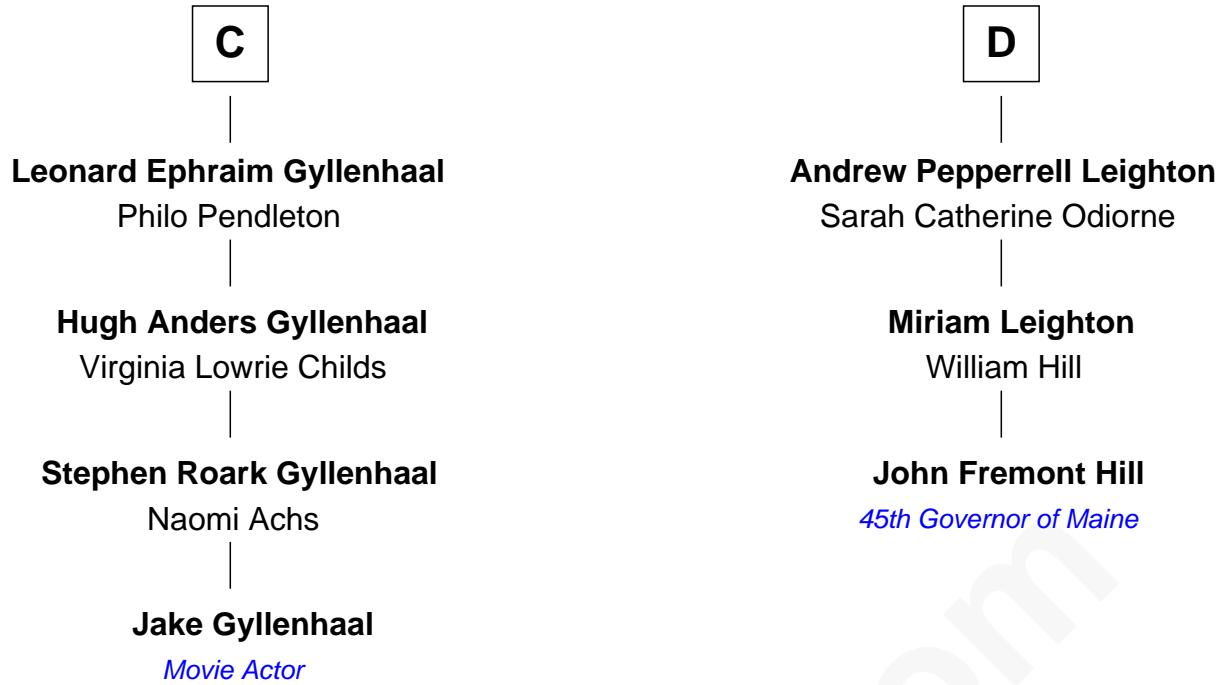 C
Leonard Ephraim Gyllenhaal
Philo Pendleton
Hugh Anders Gyllenhaal
Virginia Lowrie Childs
Stephen Roark Gyllenhaal
Naomi Achs
Jake Gyllenhaal
Movie Actor
D
Andrew Pepperrell Leighton
Sarah Catherine Odiorne
Miriam Leighton
William Hill
John Fremont Hill
45th Governor of Maine
om